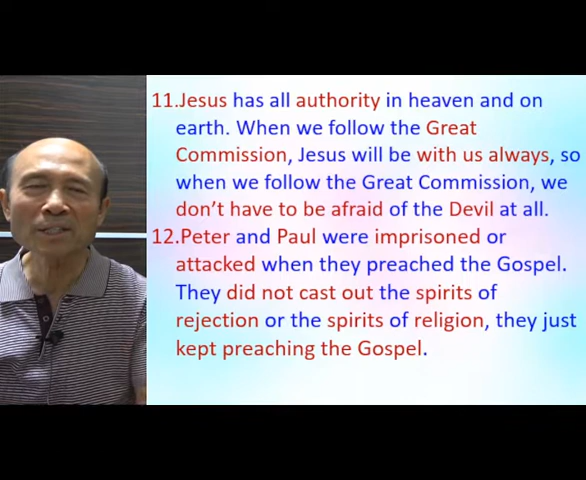 11.Jesus has all authority in heaven and on
earth. When we follow the Great
Commission, Jesus will be with us always, so
when we follow the Great Commission, we
don't have to be afraid of the Devil at all.
12.Peter and Paul were imprisoned or
attacked when they preached the Gospel.
They did not cast out the spirits of
rejection or the spirits of religion, they just
kept preaching the Gospel.